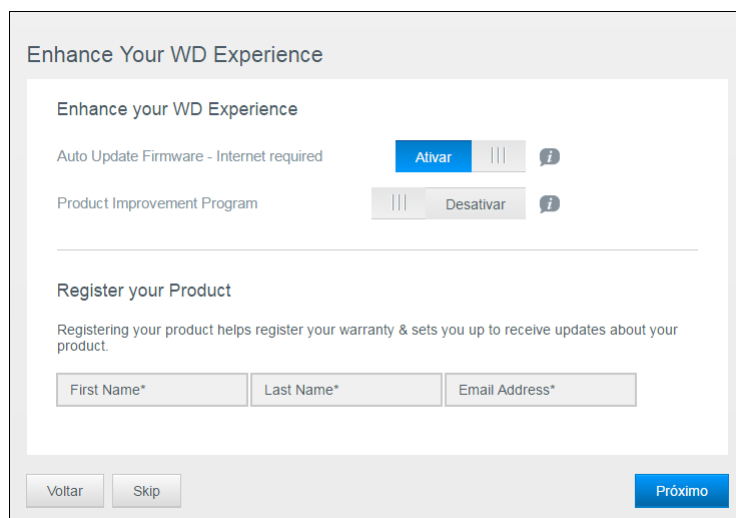 Enhance Your WD Experience
Enhance your WD Experience
Auto Update Firmware - Internet required
Ativar
Product Improvement Program
Desativar
Register your Product
Registering your product helps register your warranty & sets you up to receive updates about your
product.
First Name* Last Name* Email Address*
Voltar Skip Próximo